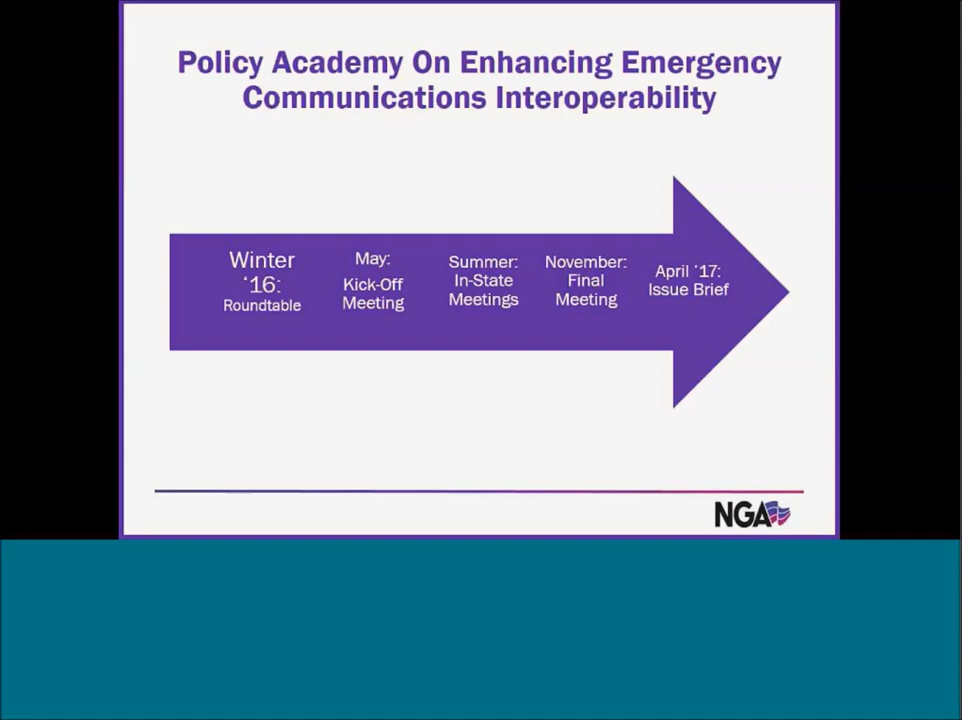 Policy Academy On Enhancing Emergency
Communications Interoperability
Winter
‘16:
Roundtable
May:
Kick-Off
Meeting
Summer:
In-State
Meetings
November:
Final
Meeting
April ‘17:
Issue Brief
NGA